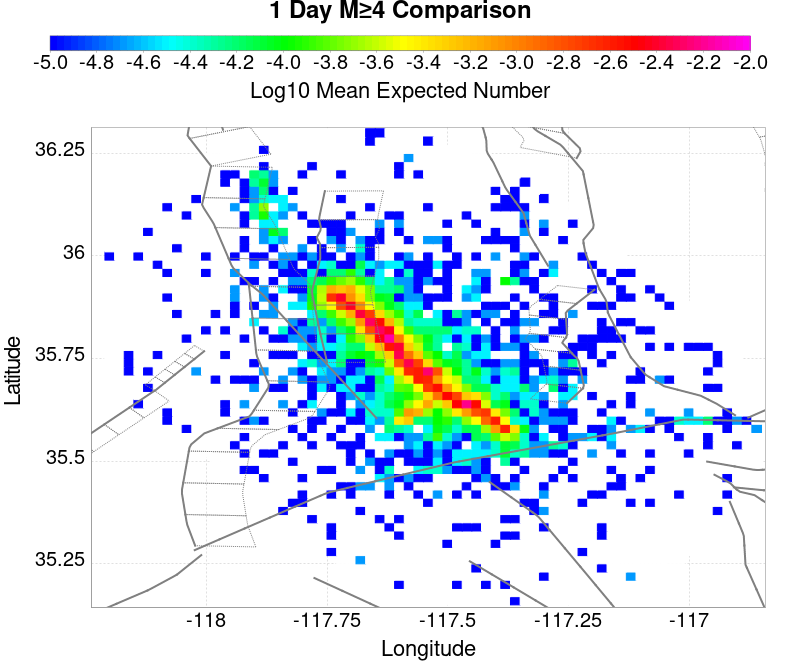 1 Day M≥4 Comparison
-5.0 -4.8 -4.6 -4.4 -4.2 -4.0 -3.8 -3.6 -3.4 -3.2 -3.0 -2.8 -2.6 -2.4 -2.2 -2.0
Log10 Mean Expected Number
36.25
36
35.75
35.5
35.25
Latitude
-118 -117.75 -117.5 -117.25 -117
Longitude